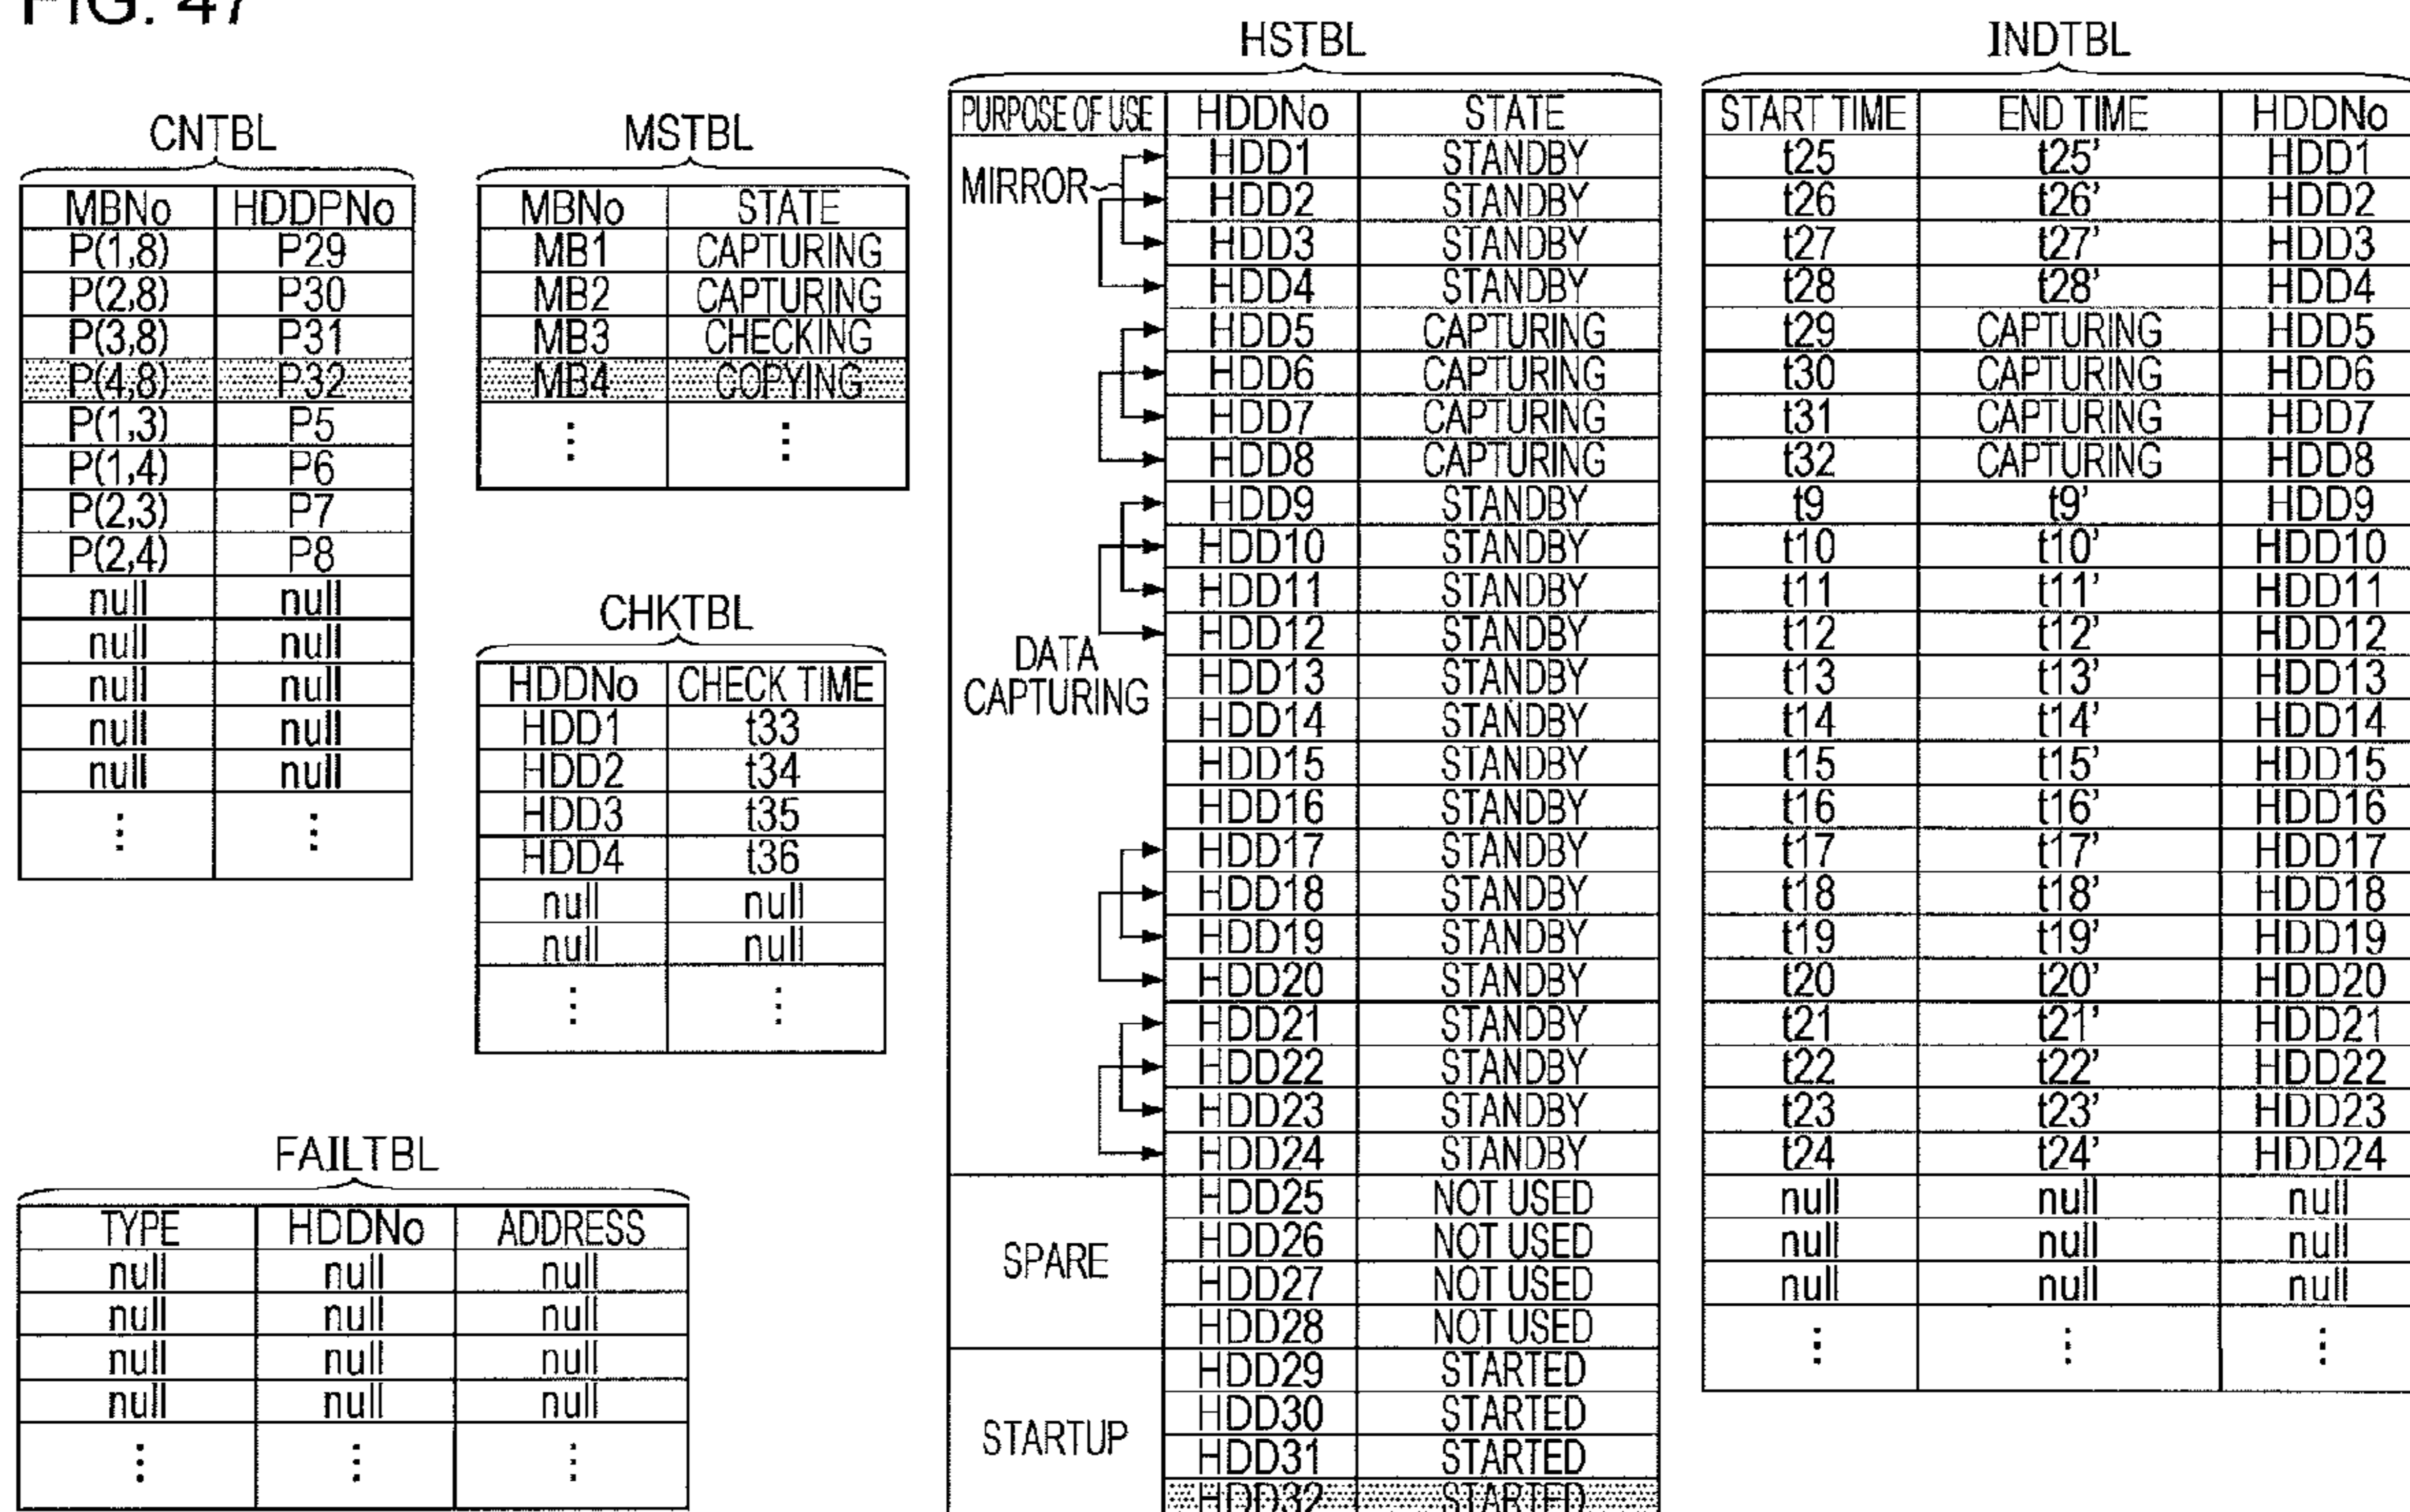 FIG. 47
CNTBL
MBNo HDDPNo
P(1,8) P29
P(2,8) P30
P(3,8) P31
P(4,8) P32
P(1,3) P5
P(1,4) P6
P(2,3) P7
P(2,4) P8
null null
null null
null null
null null
null null
⋮ ⋮
MSTBL
MBNo STATE
MB1 CAPTURING
MB2 CAPTURING
MB3 CHECKING
MB4 COPYING
⋮ ⋮
CHKTBL
HDDNo CHECK TIME
HDD1 t33
HDD2 t34
HDD3 t35
HDD4 t36
null null
null null
⋮ ⋮
FAILTBL
TYPE HDDNo ADDRESS
null null null
null null null
null null null
null null null
⋮ ⋮ ⋮
HSTBL
PURPOSE OF USE HDDNo STATE
MIRROR
DATA
CAPTURING
HDD1 STANDBY
HDD2 STANDBY
HDD3 STANDBY
HDD4 STANDBY
HDD5 CAPTURING
HDD6 CAPTURING
HDD7 CAPTURING
HDD8 CAPTURING
HDD9 STANDBY
HDD10 STANDBY
HDD11 STANDBY
HDD12 STANDBY
HDD13 STANDBY
HDD14 STANDBY
HDD15 STANDBY
HDD16 STANDBY
HDD17 STANDBY
HDD18 STANDBY
HDD19 STANDBY
HDD20 STANDBY
HDD21 STANDBY
HDD22 STANDBY
HDD23 STANDBY
HDD24 STANDBY
SPARE
HDD25 NOT USED
HDD26 NOT USED
HDD27 NOT USED
HDD28 NOT USED
STARTUP
HDD29 STARTED
HDD30 STARTED
HDD31 STARTED
HDD32 STARTED
INDTBL
START TIME END TIME HDDNo
t25 t25' HDD1
t26 t26' HDD2
t27 t27' HDD3
t28 t28' HDD4
t29 CAPTURING HDD5
t30 CAPTURING HDD6
t31 CAPTURING HDD7
t32 CAPTURING HDD8
t9 t9' HDD9
t10 t10' HDD10
t11 t11' HDD11
t12 t12' HDD12
t13 t13' HDD13
t14 t14' HDD14
t15 t15' HDD15
t16 t16' HDD16
t17 t17' HDD17
t18 t18' HDD18
t19 t19' HDD19
t20 t20' HDD20
t21 t21' HDD21
t22 t22' HDD22
t23 t23' HDD23
t24 t24' HDD24
null null null
null null null
null null null
⋮ ⋮ ⋮